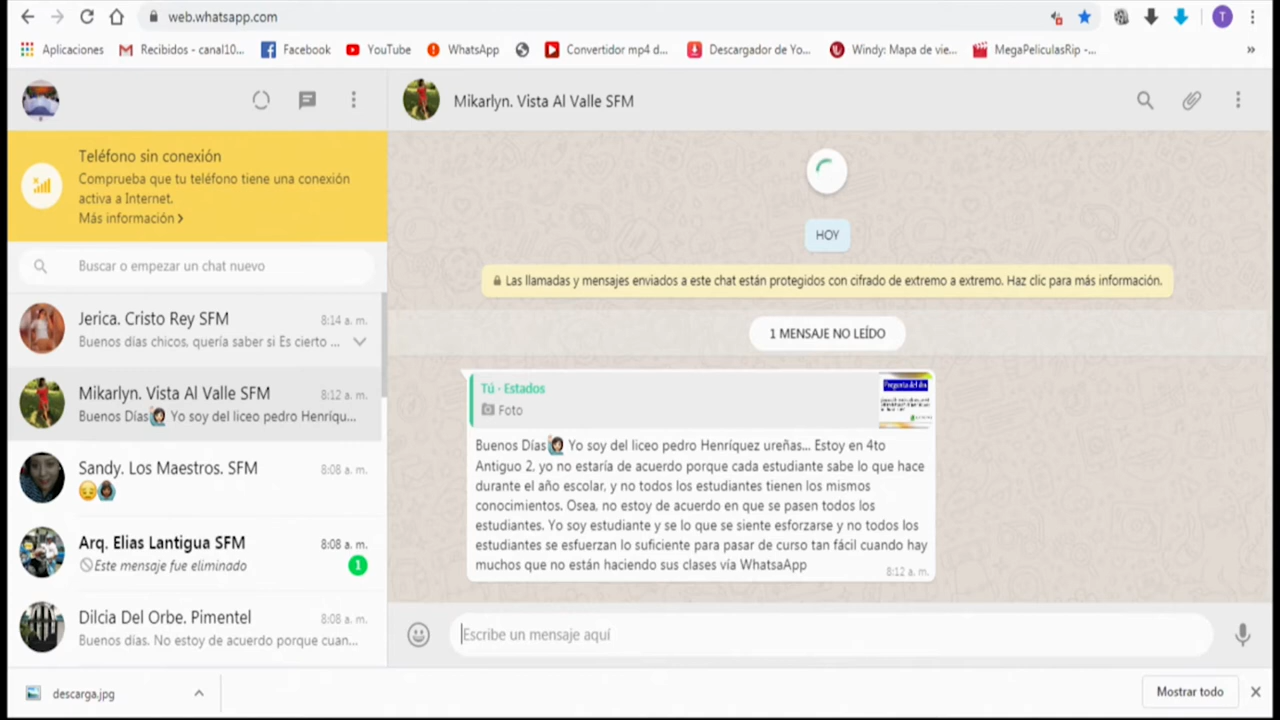 web.whatsapp.com
T
Aplicaciones
Recibidos - canal10...
Facebook
YouTube
WhatsApp
Convertidor mp4 d...
Descargador de Yo...
Windy: Mapa de vie...
MegaPeliculasRip -...
»
Mikarlyn. Vista Al Valle SFM
Teléfono sin conexión
Comprueba que tu teléfono tiene una conexión
activa a Internet.
Más información >
Buscar o empezar un chat nuevo
Jerica. Cristo Rey SFM
8:14 a. m.
Buenos días chicos, quería saber si Es cierto ...
Mikarlyn. Vista Al Valle SFM
8:12 a. m.
Buenos Días🙋🏻‍♀️ Yo soy del liceo pedro Henríqu...
Sandy. Los Maestros. SFM
8:08 a. m.
😔🙋🏽‍♀️
Arq. Elias Lantigua SFM
8:08 a. m.
Este mensaje fue eliminado
1
Dilcia Del Orbe. Pimentel
8:08 a. m.
Buenos días. No estoy de acuerdo porque cuan...
HOY
Las llamadas y mensajes enviados a este chat están protegidos con cifrado de extremo a extremo. Haz clic para más información.
1 MENSAJE NO LEÍDO
Tú · Estados
Foto
Pregunta del día
Buenos Días🙋🏻‍♀️ Yo soy del liceo pedro Henríquez ureñas... Estoy en 4to
Antiguo 2, yo no estaría de acuerdo porque cada estudiante sabe lo que hace
durante el año escolar, y no todos los estudiantes tienen los mismos
conocimientos. Osea, no estoy de acuerdo en que se pasen todos los
estudiantes. Yo soy estudiante y se lo que se siente esforzarse y no todos los
estudiantes se esfuerzan lo suficiente para pasar de curso tan fácil cuando hay
muchos que no están haciendo sus clases vía WhatsaApp
8:12 a. m.
Escribe un mensaje aquí
descarga.jpg
Mostrar todo